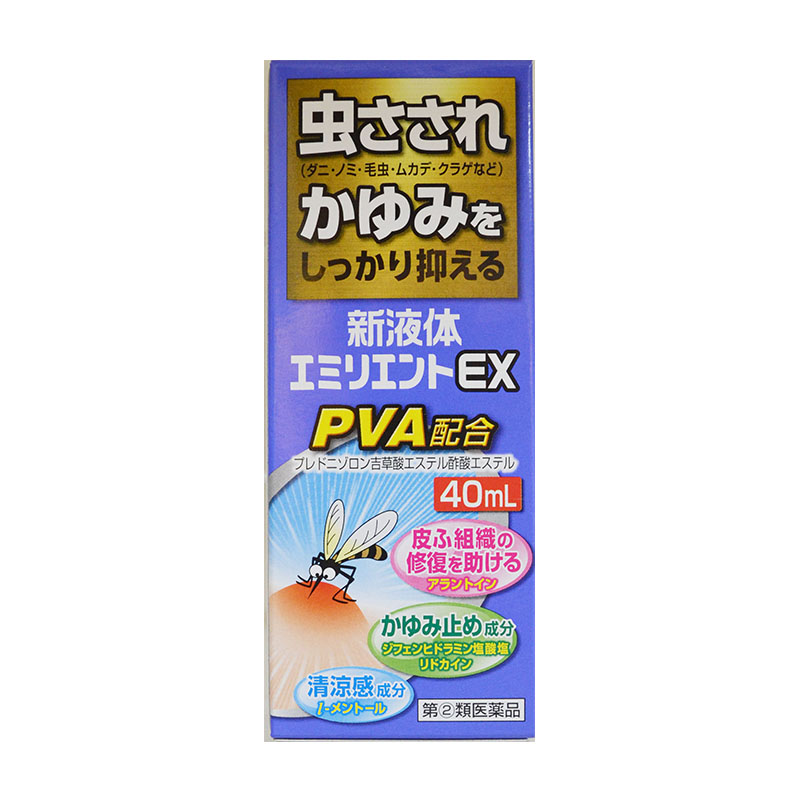 虫さされ
(ダニ・ノミ・毛虫・ムカデ・クラゲなど)
かゆみを
しっかり抑える
新液体
エミリエントEX
PVA配合
プレドニゾロン吉草酸エステル酢酸エステル
40mL
皮ふ組織の
修復を助ける
アラントイン
かゆみ止め成分
ジフェンヒドラミン塩酸塩
リドカイン
清涼感成分
l-メントール
第②類医薬品